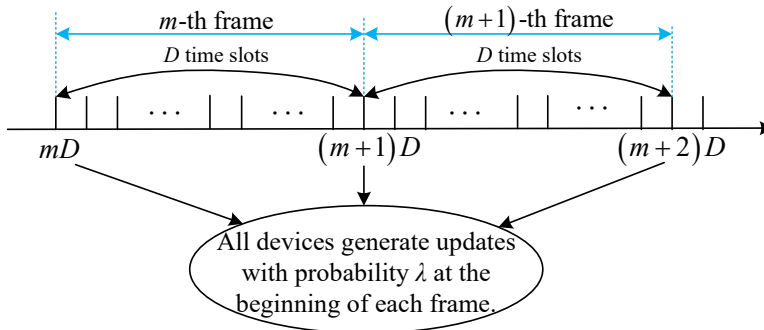 m-th frame (m+1)-th frame
D time slots D time slots
... ... ... ...
mD (m+1)D (m+2)D
All devices generate updates
with probability λ at the
beginning of each frame.